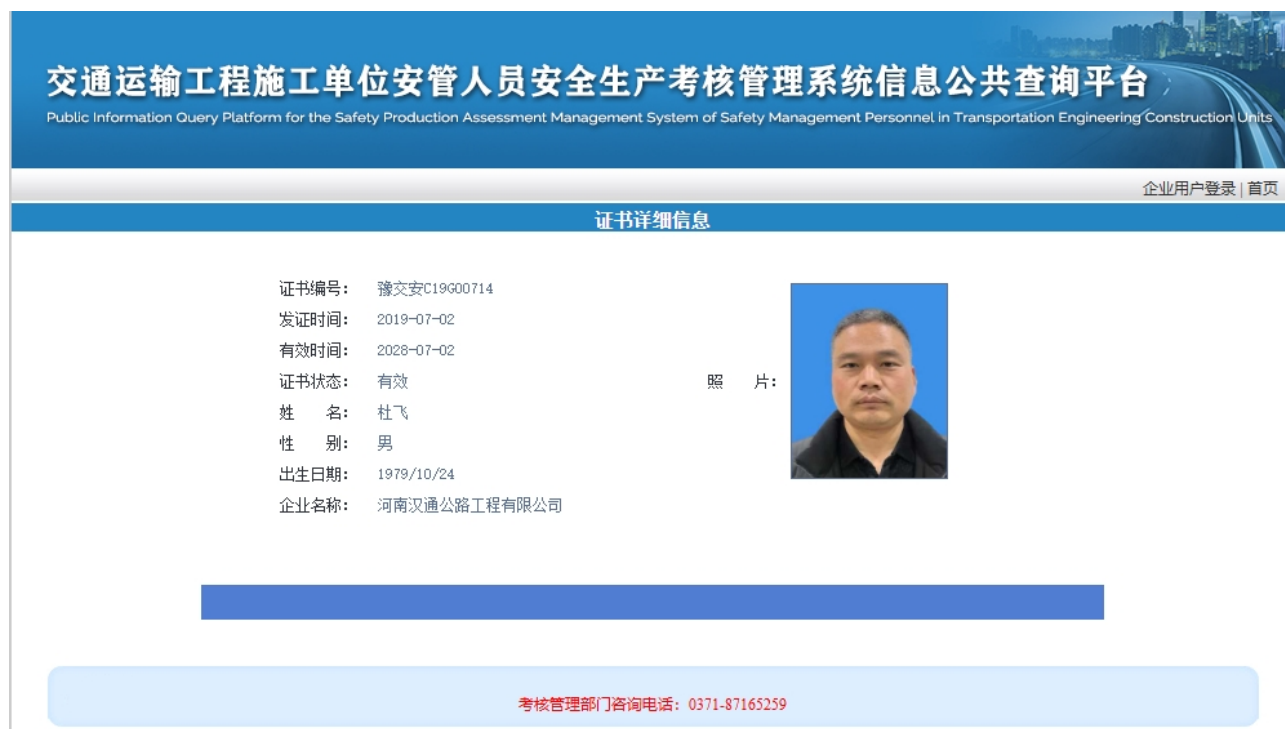 交通运输工程施工单位安管人员安全生产考核管理系统信息公共查询平台
Public Information Query Platform for the Safety Production Assessment Management System of Safety Management Personnel in Transportation Engineering Construction Units
企业用户登录 | 首页
证书详细信息
证书编号： 豫交安C19G00714
发证时间： 2019-07-02
有效时间： 2028-07-02
证书状态： 有效
照 片：
姓 名： 杜飞
性 别： 男
出生日期： 1979/10/24
企业名称： 河南汉通公路工程有限公司
考核管理部门咨询电话：0371-87165259